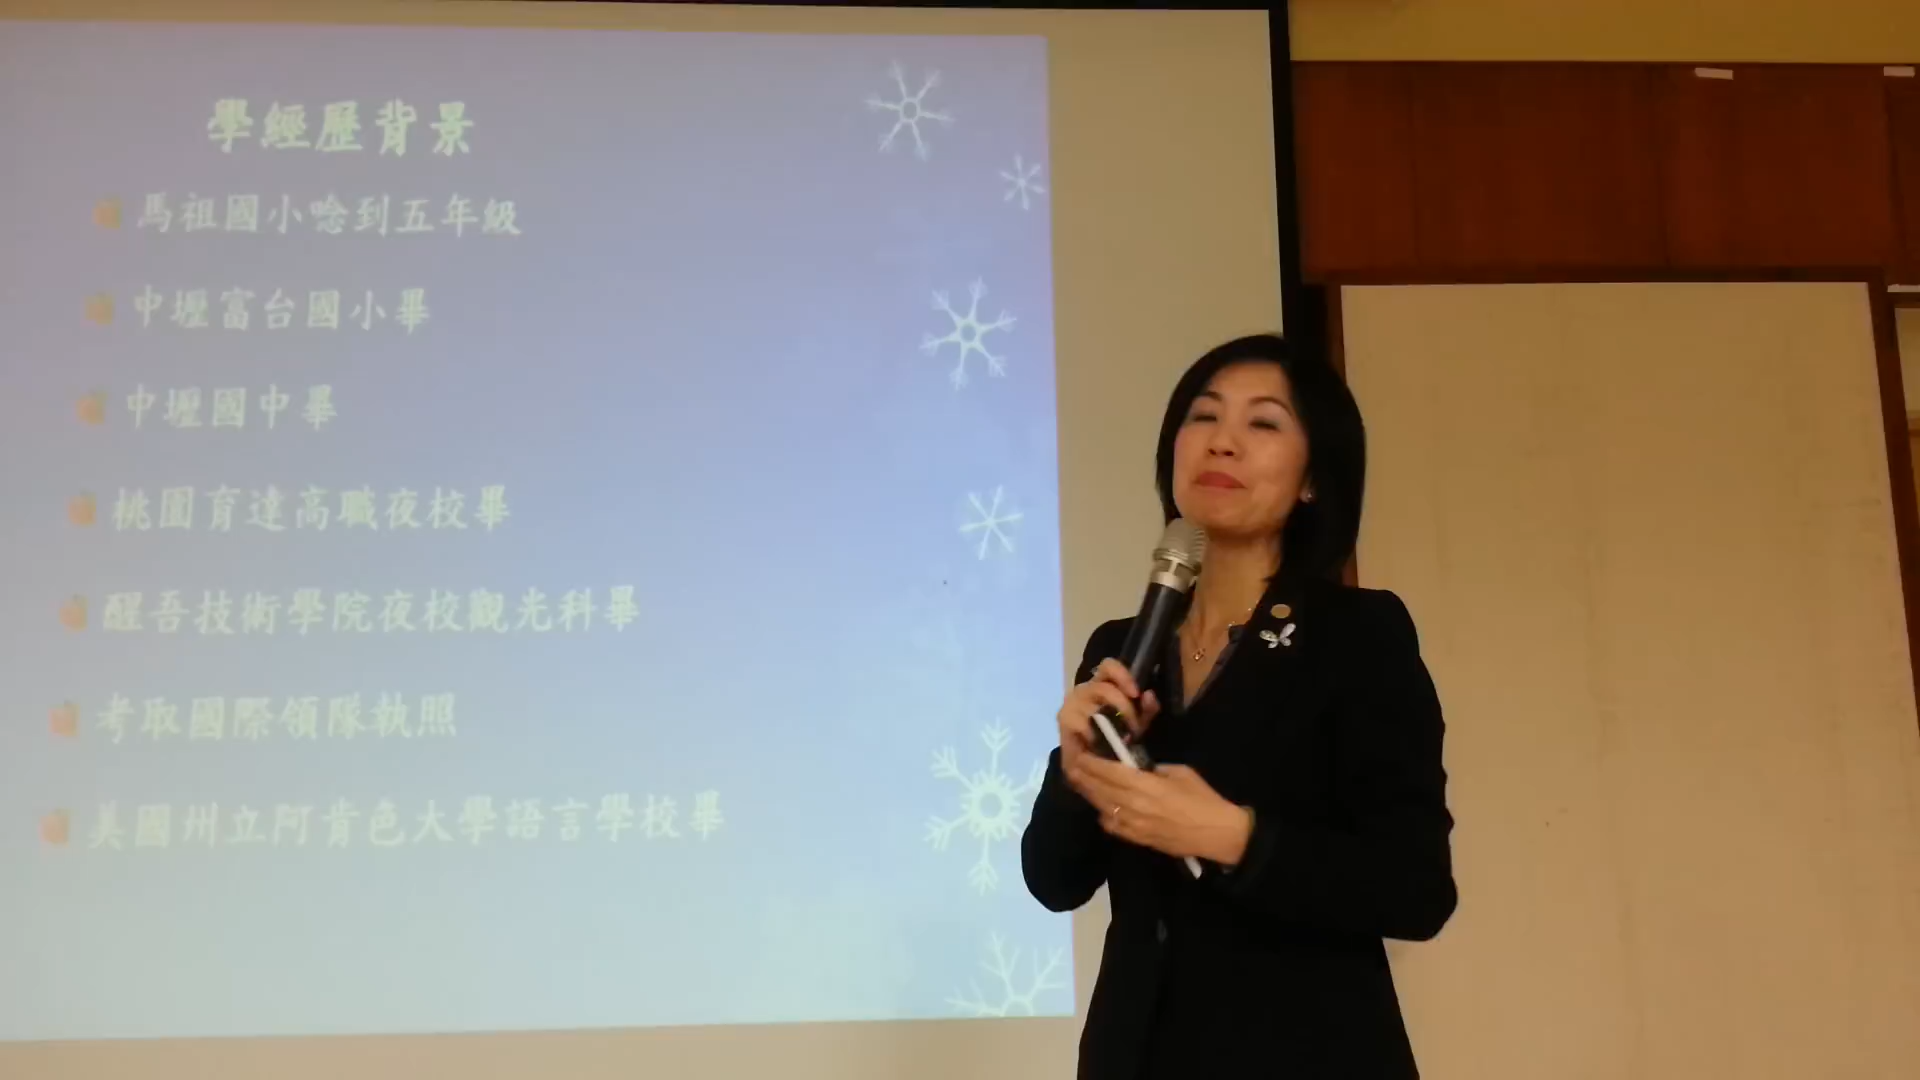 學經歷背景
馬祖國小唸到五年級
中壢富台國小畢
中壢國中畢
桃園育達高職夜校畢
醒吾技術學院夜校觀光科畢
考取國際領隊執照
美國州立阿肯色大學語言學校畢